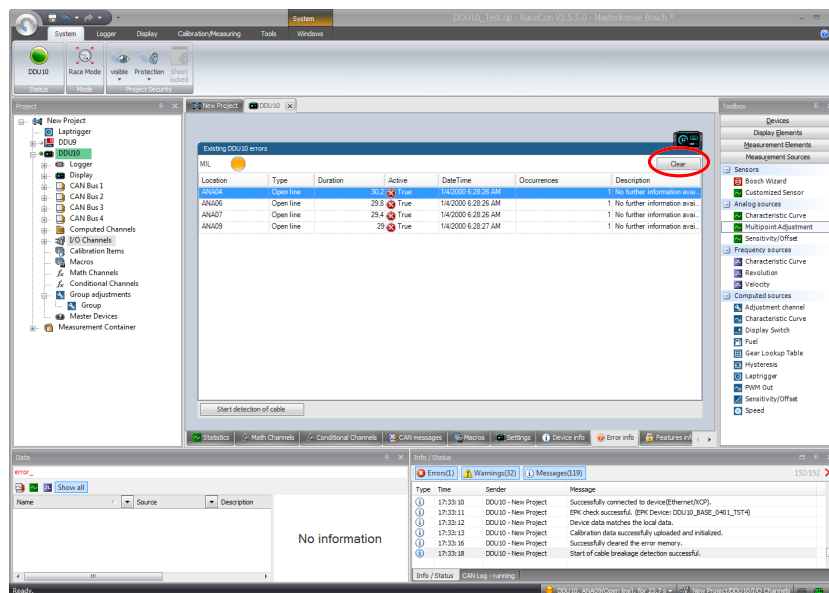 System
DDU10_Test.rlp - RaceCon V2.5.5.0 - Masterlicense Bosch *
System Logger Display Calibration/Measuring Tools Windows
DDU10 Race Mode visible Protection Sheet locked
Status Mode Project Security
Project
New Project
Laptrigger
DDU9
DDU10
Logger
Display
CAN Bus 1
CAN Bus 2
CAN Bus 3
CAN Bus 4
Computed Channels
I/O Channels
Calibration Items
Macros
Math Channels
Conditional Channels
Group adjustments
Group
Master Devices
Measurement Container
New Project DDU10
Existing DDU10 errors
MIL
Clear
Location Type Duration Active DateTime Occurrences Description
ANA04 Open line 30,2 True 1/4/2000 6:28:26 AM 1 No further information avai...
ANA06 Open line 29,8 True 1/4/2000 6:28:26 AM 1 No further information avai...
ANA07 Open line 29,4 True 1/4/2000 6:28:26 AM 1 No further information avai...
ANA09 Open line 29 True 1/4/2000 6:28:27 AM 1 No further information avai...
Start detection of cable
Statistics Math Channels Conditional Channels CAN messages Macros Settings Device info Error info Features inf
Toolbox
Devices
Display Elements
Measurement Elements
Measurement Sources
Sensors
Bosch Wizard
Customized Sensor
Analog sources
Characteristic Curve
Multipoint Adjustment
Sensitivity/Offset
Frequency sources
Characteristic Curve
Revolution
Velocity
Computed sources
Adjustment channel
Characteristic Curve
Display Switch
Fuel
Gear Lookup Table
Hysteresis
Laptrigger
PWM Out
Sensitivity/Offset
Speed
Data
error_
Show all
Name Source Description
No information
Info / Status
Errors(1) Warnings(32) Messages(119) 152/152
Type Time Sender Message
17:33:10 DDU10 - New Project Successfully connected to device(Ethernet/XCP).
17:33:11 DDU10 - New Project EPK check successful. (EPK Device: DDU10_BASE_0401_TST4)
17:33:12 DDU10 - New Project Device data matches the local data.
17:33:13 DDU10 - New Project Calibration data successfully uploaded and initialized.
17:33:16 DDU10 - New Project Successfully cleared the error memory.
17:33:18 DDU10 - New Project Start of cable breakage detection successful.
Info / Status CAN Log - running
Ready. DDU10, ANA09(Open line), for 23,7 s New Project/DDU10/I/O Channels